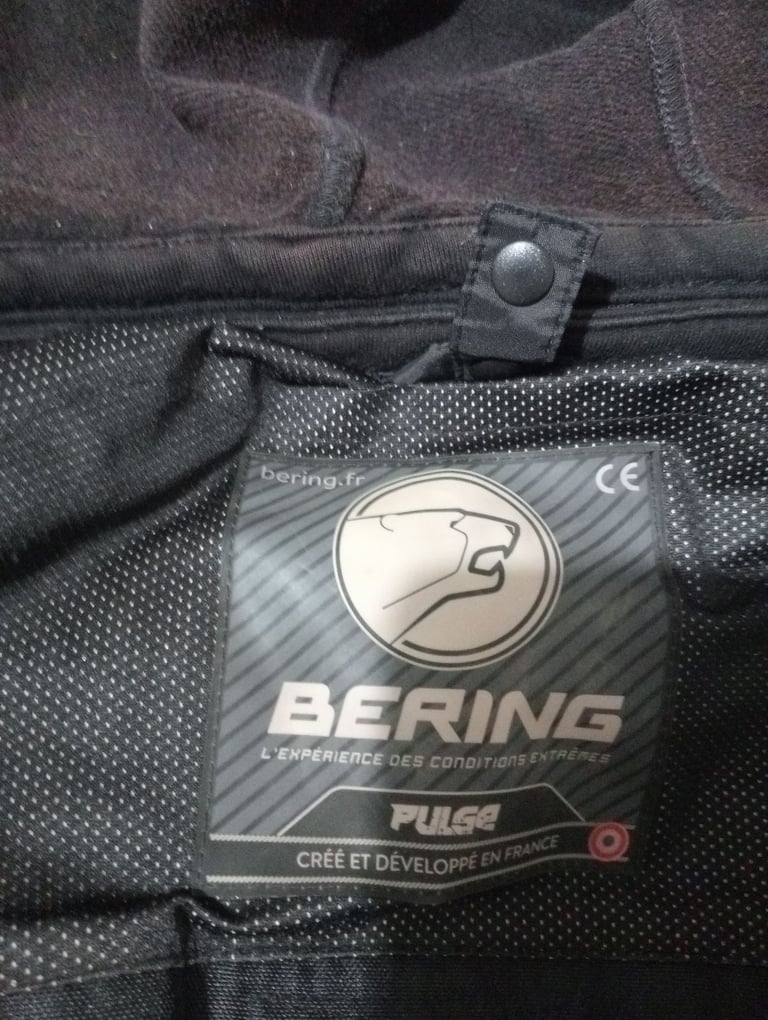 bering.fr
CE
BERING
L'EXPÉRIENCE DES CONDITIONS EXTRÊMES
PULSE
CRÉÉ ET DÉVELOPPÉ EN FRANCE